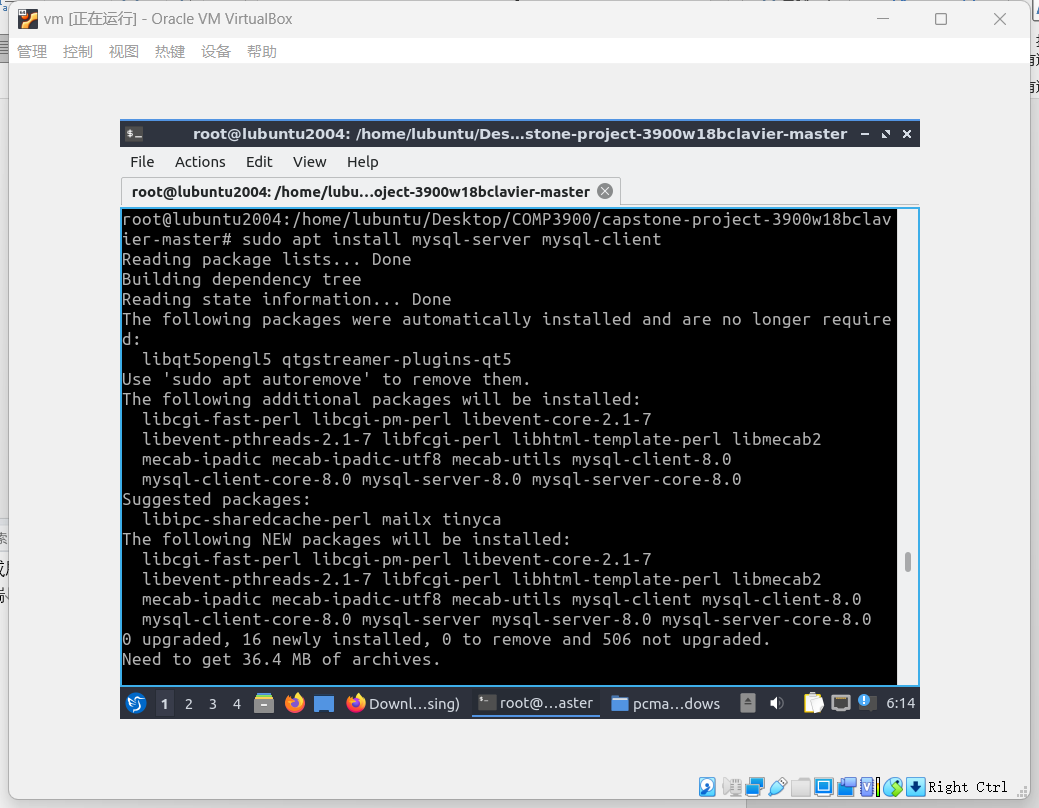 vm [正在运行] - Oracle VM VirtualBox
管理 控制 视图 热键 设备 帮助
root@lubuntu2004: /home/lubuntu/Des...stone-project-3900w18bclavier-master
File Actions Edit View Help
root@lubuntu2004: /home/lubu...oject-3900w18bclavier-master
root@lubuntu2004:/home/lubuntu/Desktop/COMP3900/capstone-project-3900w18bclav
ier-master# sudo apt install mysql-server mysql-client
Reading package lists... Done
Building dependency tree
Reading state information... Done
The following packages were automatically installed and are no longer require
d:
  libqt5opengl5 qtgstreamer-plugins-qt5
Use 'sudo apt autoremove' to remove them.
The following additional packages will be installed:
  libcgi-fast-perl libcgi-pm-perl libevent-core-2.1-7
  libevent-pthreads-2.1-7 libfcgi-perl libhtml-template-perl libmecab2
  mecab-ipadic mecab-ipadic-utf8 mecab-utils mysql-client-8.0
  mysql-client-core-8.0 mysql-server-8.0 mysql-server-core-8.0
Suggested packages:
  libipc-sharedcache-perl mailx tinyca
The following NEW packages will be installed:
  libcgi-fast-perl libcgi-pm-perl libevent-core-2.1-7
  libevent-pthreads-2.1-7 libfcgi-perl libhtml-template-perl libmecab2
  mecab-ipadic mecab-ipadic-utf8 mecab-utils mysql-client mysql-client-8.0
  mysql-client-core-8.0 mysql-server mysql-server-8.0 mysql-server-core-8.0
0 upgraded, 16 newly installed, 0 to remove and 506 not upgraded.
Need to get 36.4 MB of archives.
1 2 3 4 Downl...sing) root@...aster pcma...dows 6:14
Right Ctrl